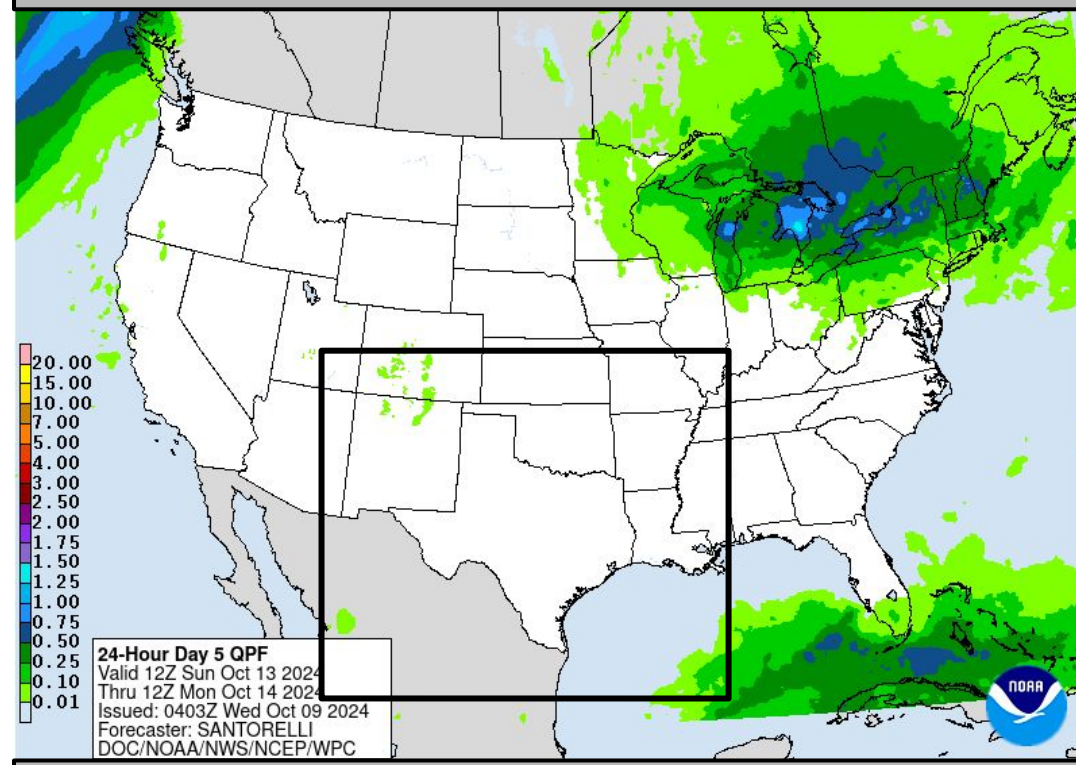 20.00
15.00
10.00
7.00
5.00
4.00
3.00
2.50
2.00
1.75
1.50
1.25
1.00
0.75
0.50
0.25
0.10
0.01
24-Hour Day 5 QPF
Valid 12Z Sun Oct 13 2024
Thru 12Z Mon Oct 14 2024
Issued: 0403Z Wed Oct 09 2024
Forecaster: SANTORELLI
DOC/NOAA/NWS/NCEP/WPC
NOAA